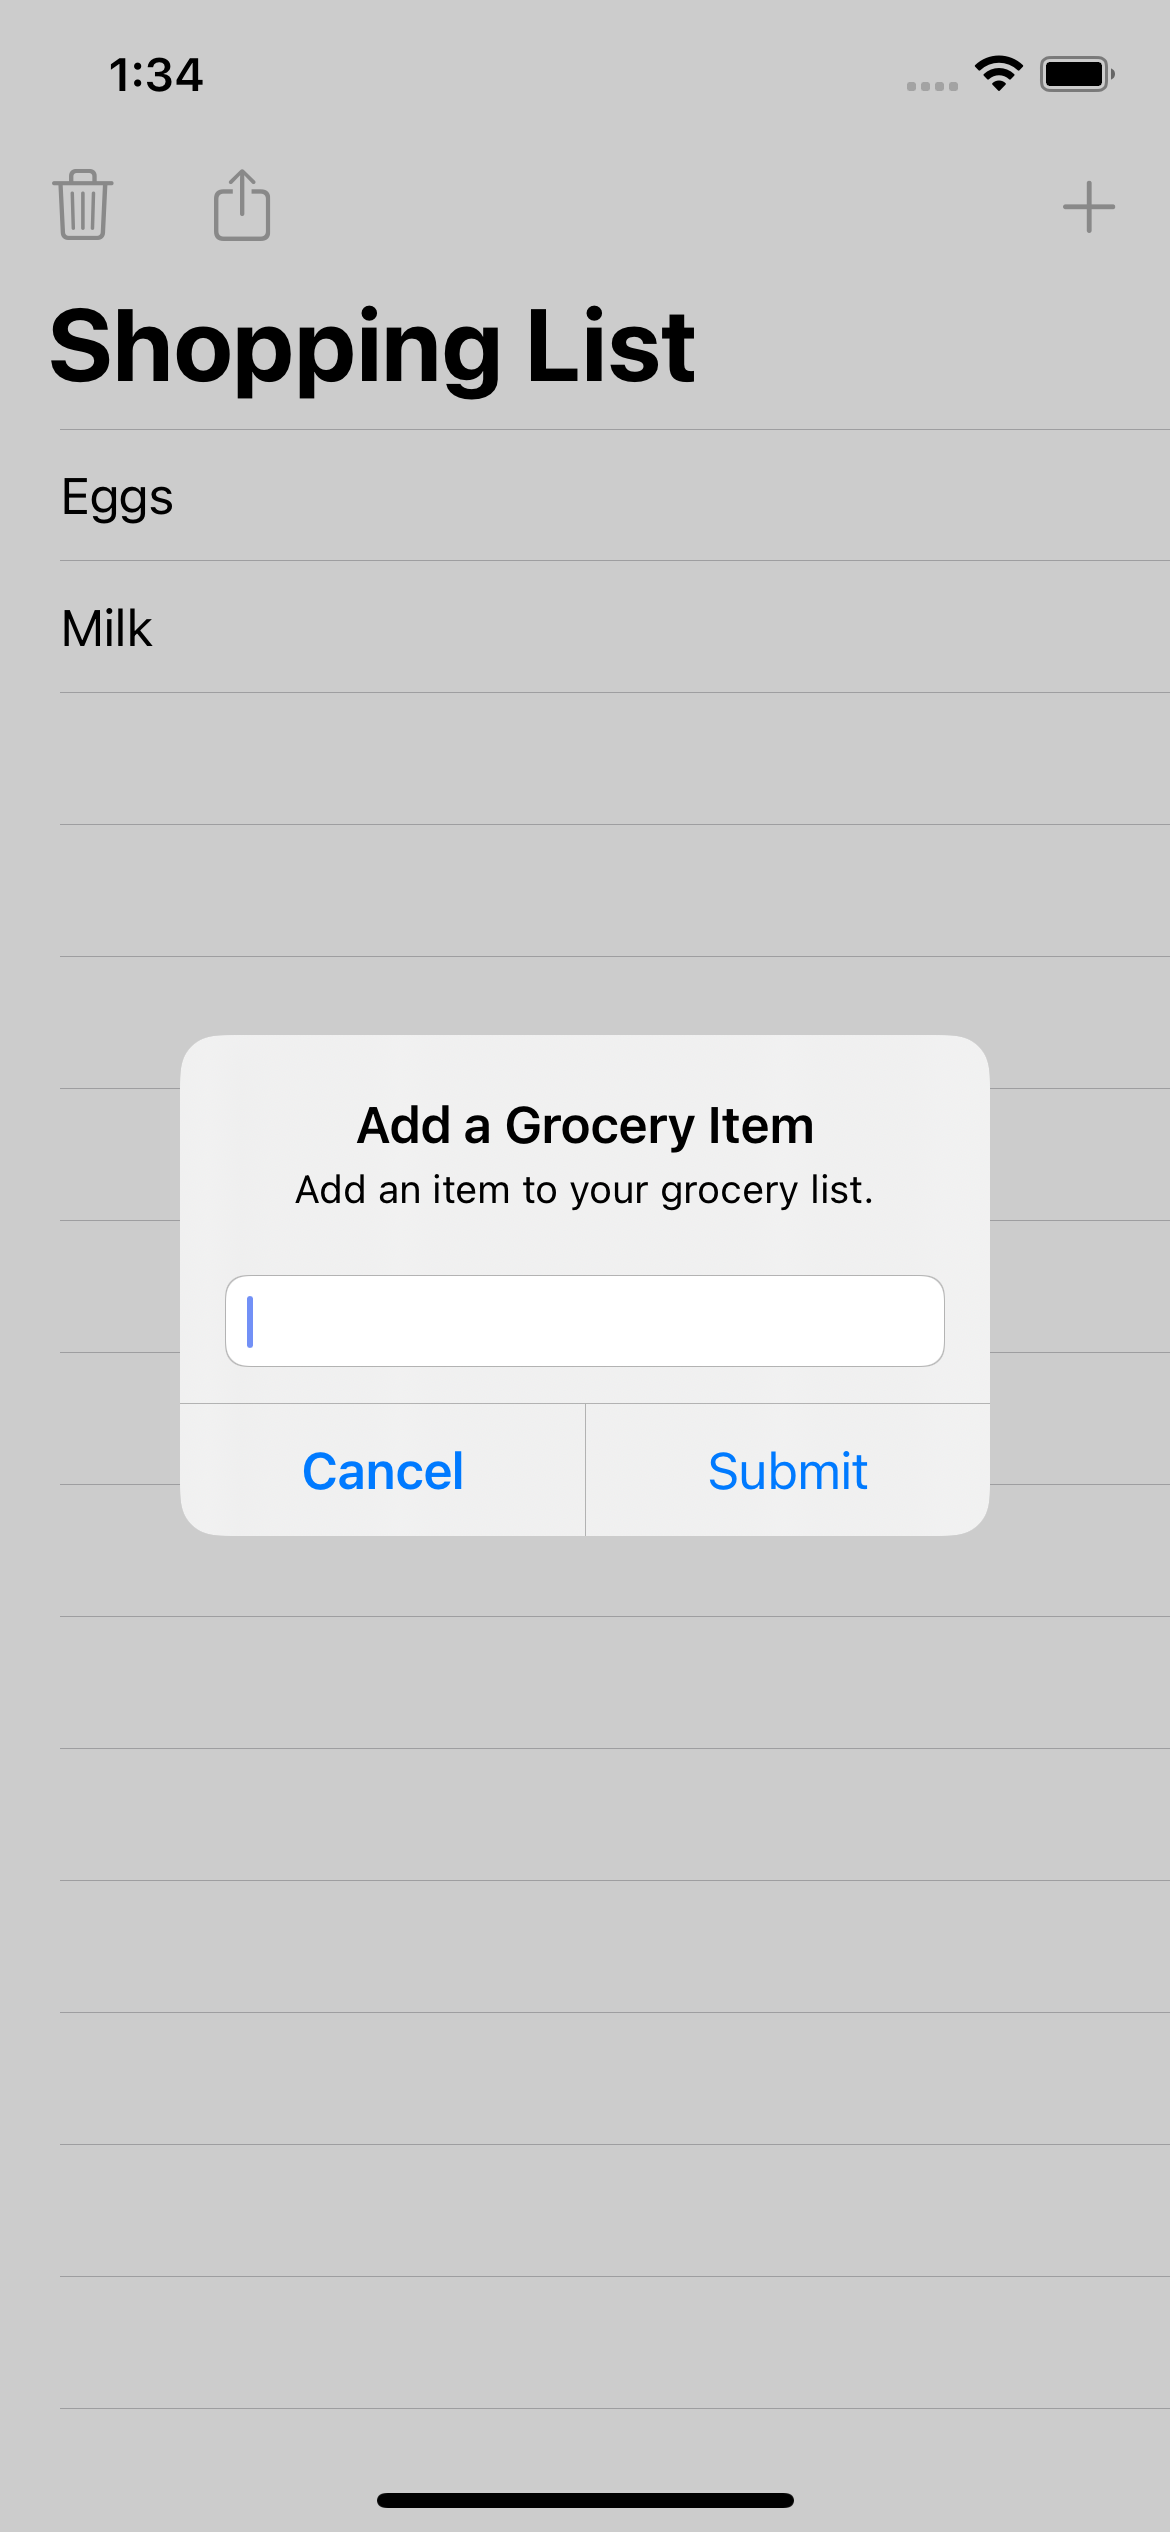 1:34
Shopping List
Eggs
Milk
Add a Grocery Item
Add an item to your grocery list.
Cancel
Submit